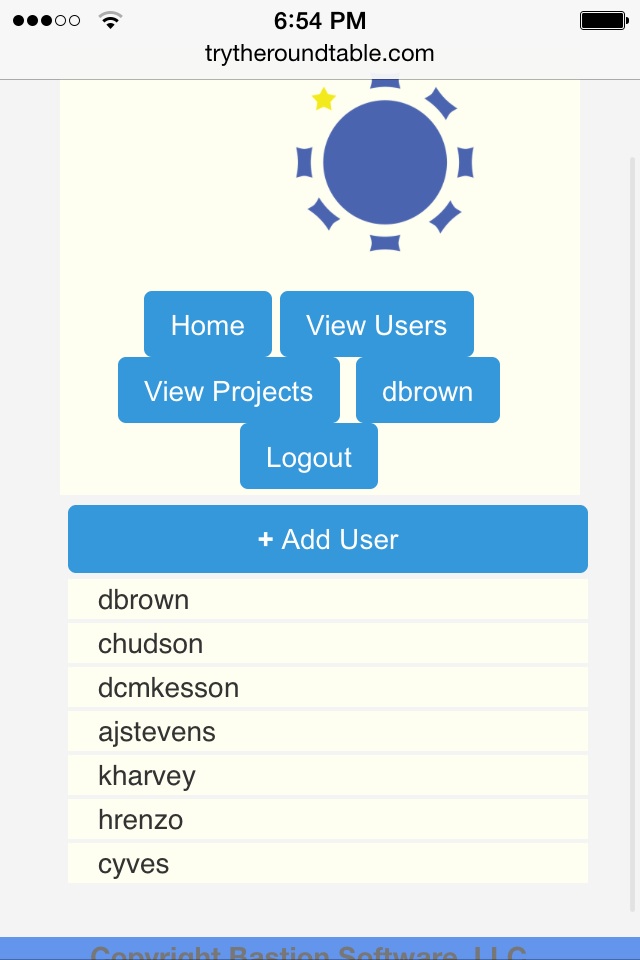 6:54 PM
trytheroundtable.com
Home
View Users
View Projects
dbrown
Logout
+ Add User
dbrown
chudson
dcmkesson
ajstevens
kharvey
hrenzo
cyves
Copyright Bastion Software, LLC